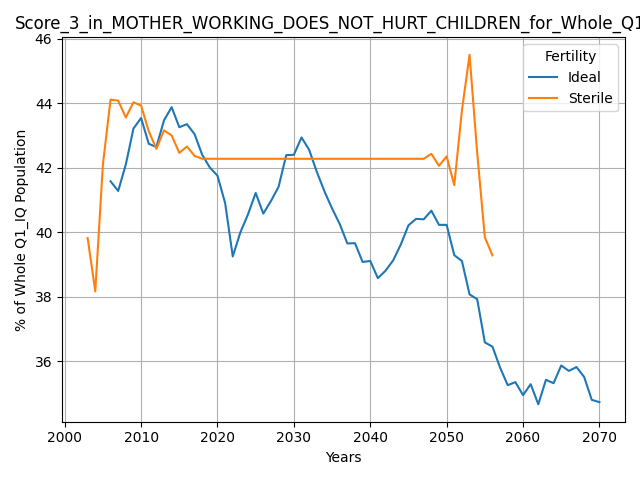 Score_3_in_MOTHER_WORKING_DOES_NOT_HURT_CHILDREN_for_Whole_Q1
46
44
42
40
38
36
% of Whole Q1_IQ Population
Fertility
Ideal
Sterile
2000 2010 2020 2030 2040 2050 2060 2070
Years